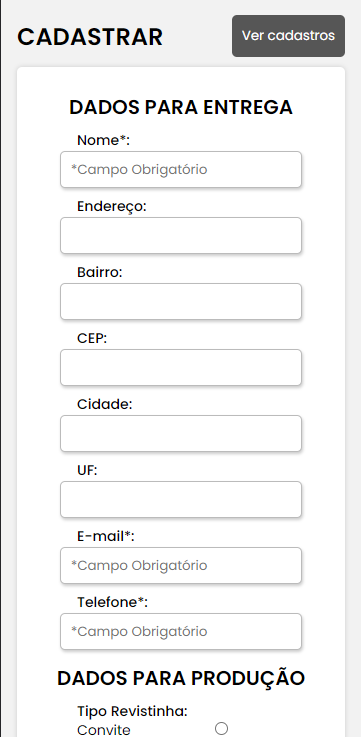 CADASTRAR
Ver cadastros
DADOS PARA ENTREGA
Nome*:
*Campo Obrigatório
Endereço:
Bairro:
CEP:
Cidade:
UF:
E-mail*:
*Campo Obrigatório
Telefone*:
*Campo Obrigatório
DADOS PARA PRODUÇÃO
Tipo Revistinha:
Convite